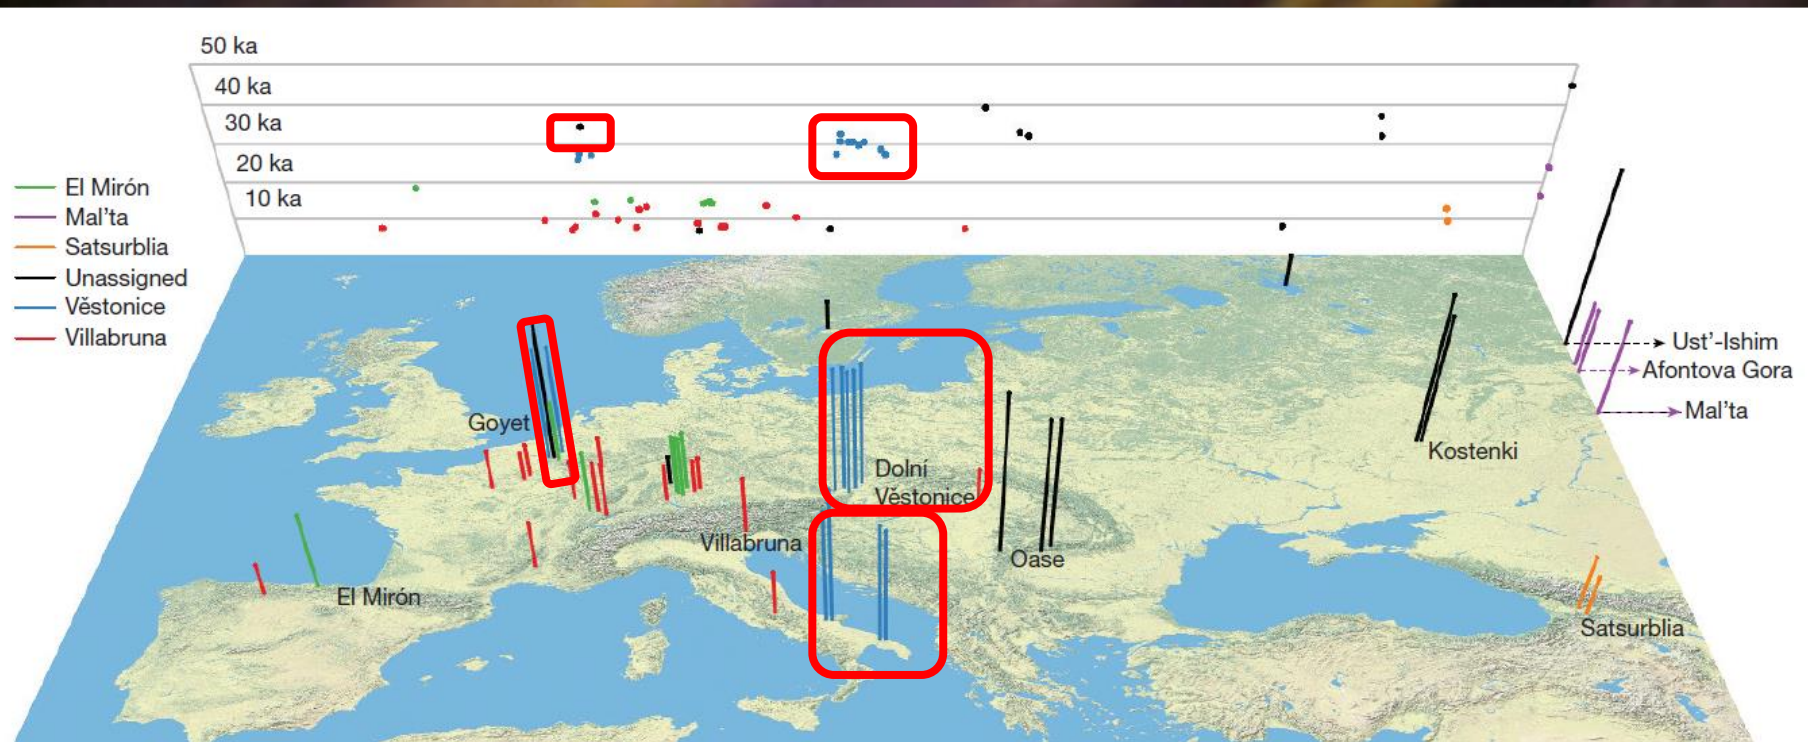 50 ka
40 ka
30 ka
20 ka
10 ka
El Mirón
Mal'ta
Satsurblia
Unassigned
Věstonice
Villabruna
Ust'-Ishim
Afontova Gora
Mal'ta
Goyet
Kostenki
Dolní
Věstonice
Villabruna
Oase
El Mirón
Satsurblia